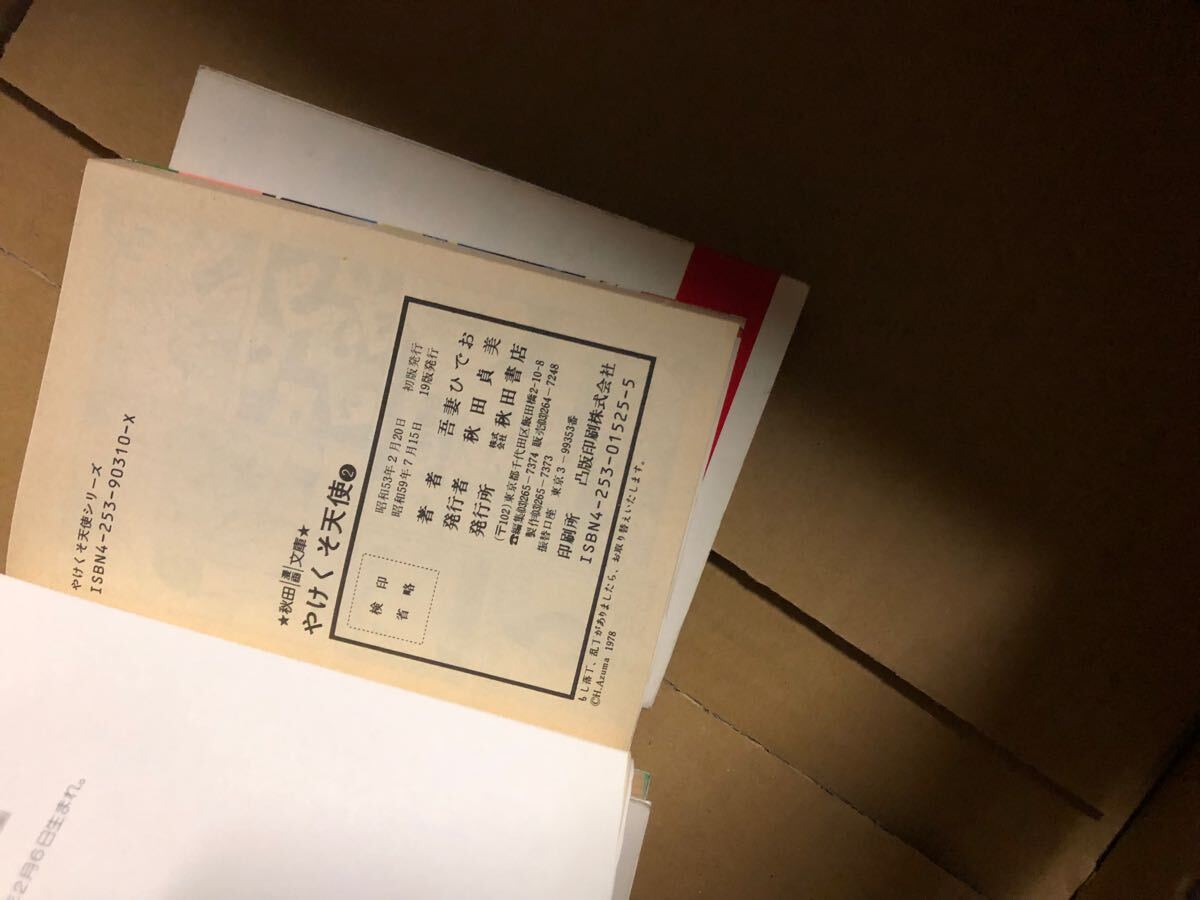 やけくそ天使シリーズ
ISBN4-253-90310-X
★秋田漫画文庫★
やけくそ天使❷
昭和53年2月20日 初版発行
昭和59年7月15日 19版発行
著者 吾妻ひでお
発行者 秋田貞美
発行所 株式会社 秋田書店
(〒102)東京都千代田区飯田橋2-10-8
☎編集(03)265-7374 販売(03)264-7248
製作(03)265-7373
振替口座 東京3-99353番
印刷所 凸版印刷株式会社
ISBN4-253-01525-5
検印
省略
もし落丁、乱丁がありましたら、お取り替えいたします。
©H.Azuma 1978
2月6日生まれ。